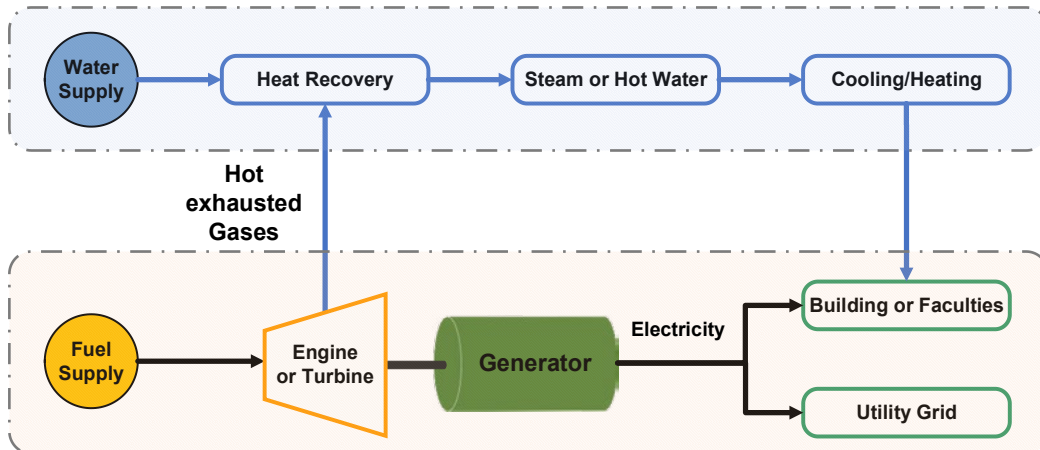 Water
Supply
Heat Recovery
Steam or Hot Water
Cooling/Heating
Hot
exhausted
Gases
Fuel
Supply
Engine
or Turbine
Generator
Electricity
Building or Faculties
Utility Grid